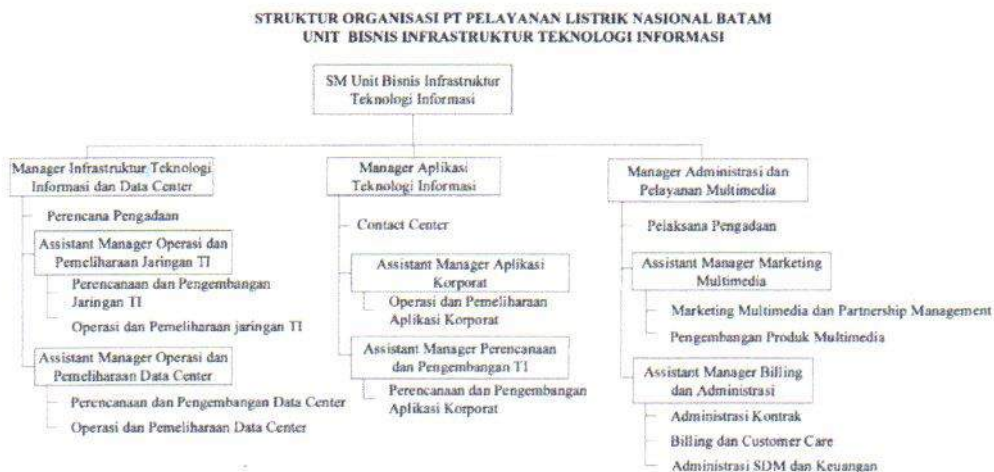 STRUKTUR ORGANISASI PT PELAYANAN LISTRIK NASIONAL BATAM
UNIT BISNIS INFRASTRUKTUR TEKNOLOGI INFORMASI
SM Unit Bisnis Infrastruktur
Teknologi Informasi
Manager Infrastruktur Teknologi
Informasi dan Data Center
Perencana Pengadaan
Assistant Manager Operasi dan
Pemeliharaan Jaringan TI
Perencanaan dan Pengembangan
Jaringan TI
Operasi dan Pemeliharaan jaringan TI
Assistant Manager Operasi dan
Pemeliharaan Data Center
Perencanaan dan Pengembangan Data Center
Operasi dan Pemeliharaan Data Center
Manager Aplikasi
Teknologi Informasi
Contact Center
Assistant Manager Aplikasi
Korporat
Operasi dan Pemeliharaan
Aplikasi Korporat
Assistant Manager Perencanaan
dan Pengembangan TI
Perencanaan dan Pengembangan
Aplikasi Korporat
Manager Administrasi dan
Pelayanan Multimedia
Pelaksana Pengadaan
Assistant Manager Marketing
Multimedia
Marketing Multimedia dan Partnership Management
Pengembangan Produk Multimedia
Assistant Manager Billing
dan Administrasi
Administrasi Kontrak
Billing dan Customer Care
Administrasi SDM dan Keuangan